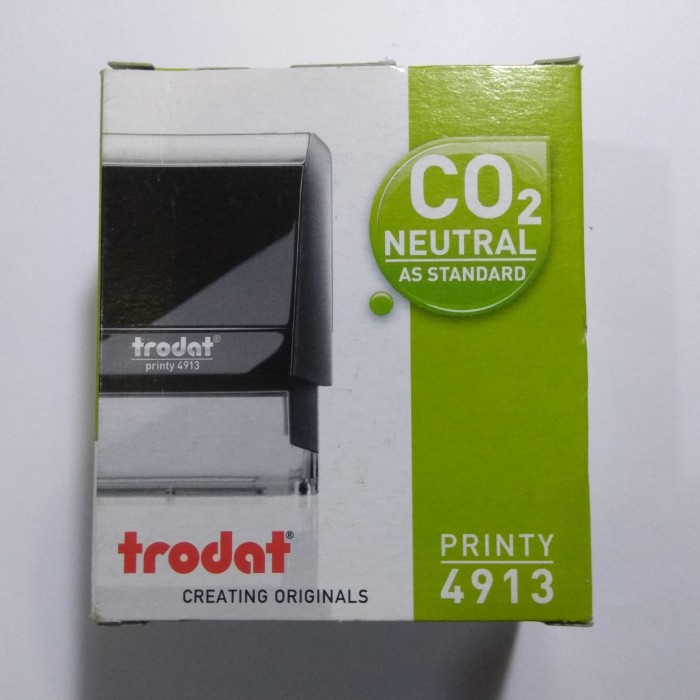 CO2
NEUTRAL
AS STANDARD
trodat®
printy 4913
trodat®
CREATING ORIGINALS
PRINTY
4913